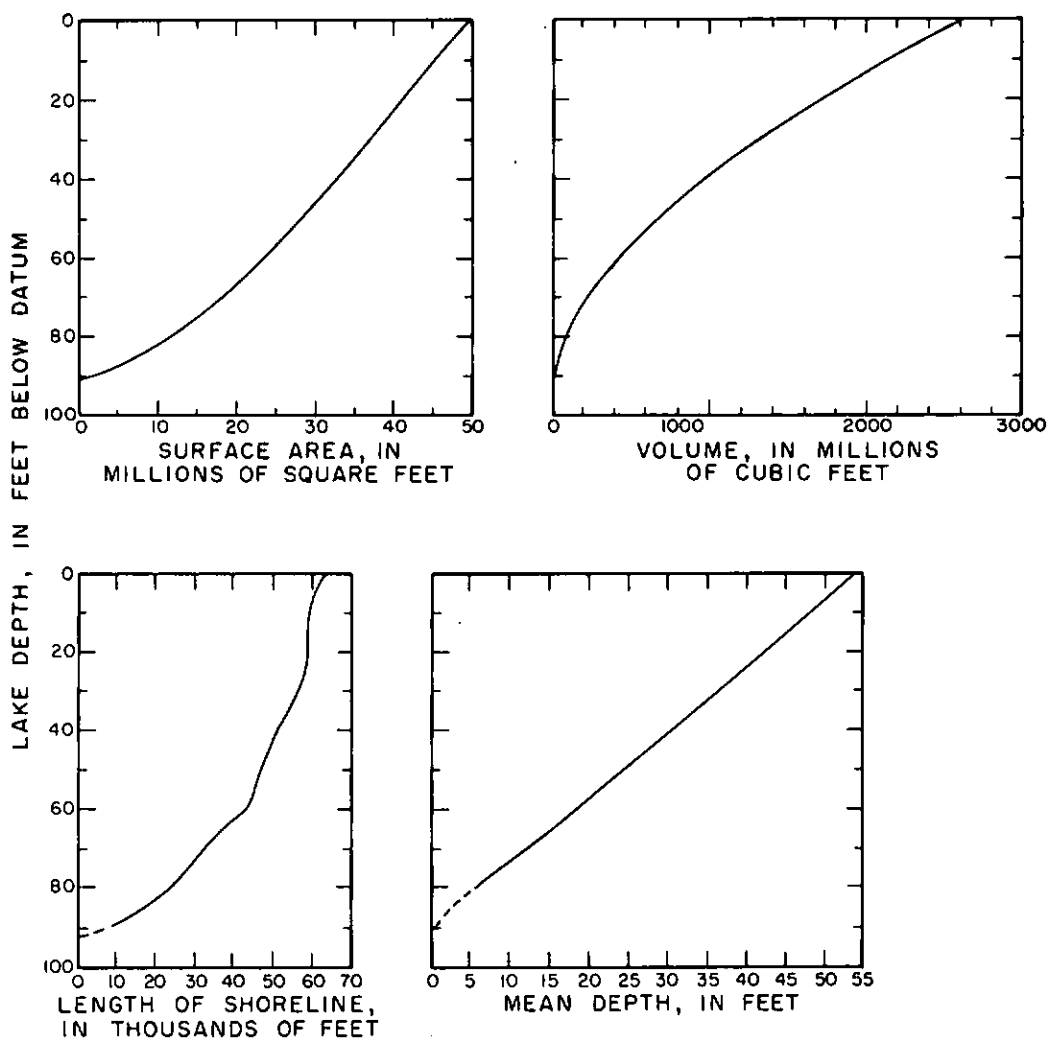 LAKE DEPTH, IN FEET BELOW DATUM
0
20
40
60
80
100
0 10 20 30 40 50
SURFACE AREA, IN
MILLIONS OF SQUARE FEET
0 1000 2000 3000
VOLUME, IN MILLIONS
OF CUBIC FEET
0
20
40
60
80
100
0 10 20 30 40 50 60 70
LENGTH OF SHORELINE,
IN THOUSANDS OF FEET
0 5 10 15 20 25 30 35 40 45 50 55
MEAN DEPTH, IN FEET